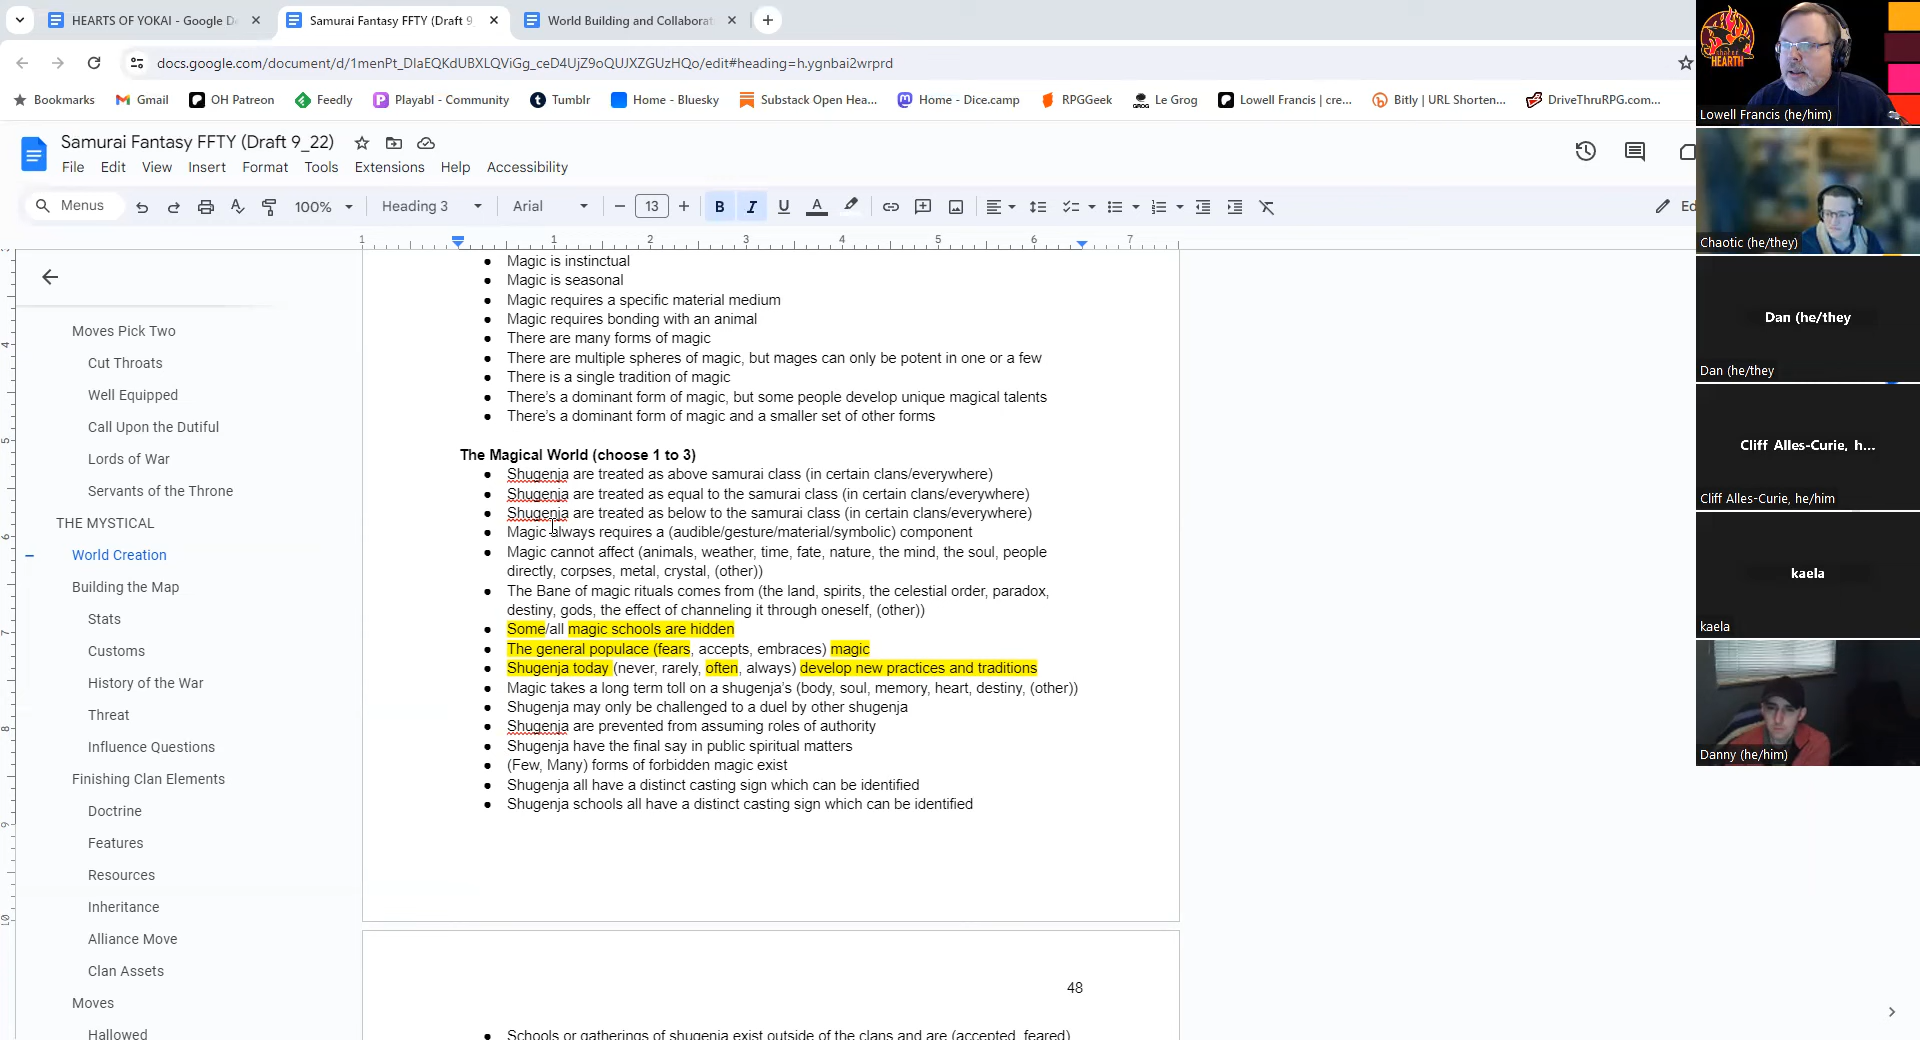 HEARTS OF YOKAI - Google D
Samurai Fantasy FFTY (Draft 9
World Building and Collaborat
docs.google.com/document/d/1menPt_DIaEQKdUBXLQViGg_ceD4UjZ9oQUJXZGUzHQo/edit#heading=h.ygnbai2wrprd
Bookmarks
Gmail
OH Patreon
Feedly
Playabl - Community
Tumblr
Home - Bluesky
Substack Open Hea...
Home - Dice.camp
RPGGeek
Le Grog
Lowell Francis | cre...
Bitly | URL Shorten...
DriveThruRPG.com...
Samurai Fantasy FFTY (Draft 9_22)
File Edit View Insert Format Tools Extensions Help Accessibility
Menus 100% Heading 3 Arial 13 B I U A Ed
1 1 2 3 4 5 6 7
Moves Pick Two
Cut Throats
Well Equipped
Call Upon the Dutiful
Lords of War
Servants of the Throne
THE MYSTICAL
World Creation
Building the Map
Stats
Customs
History of the War
Threat
Influence Questions
Finishing Clan Elements
Doctrine
Features
Resources
Inheritance
Alliance Move
Clan Assets
Moves
Hallowed
4
5
6
7
8
9
10
● Magic is instinctual
● Magic is seasonal
● Magic requires a specific material medium
● Magic requires bonding with an animal
● There are many forms of magic
● There are multiple spheres of magic, but mages can only be potent in one or a few
● There is a single tradition of magic
● There's a dominant form of magic, but some people develop unique magical talents
● There's a dominant form of magic and a smaller set of other forms
The Magical World (choose 1 to 3)
● Shugenja are treated as above samurai class (in certain clans/everywhere)
● Shugenja are treated as equal to the samurai class (in certain clans/everywhere)
● Shugenja are treated as below to the samurai class (in certain clans/everywhere)
● Magic always requires a (audible/gesture/material/symbolic) component
● Magic cannot affect (animals, weather, time, fate, nature, the mind, the soul, people
directly, corpses, metal, crystal, (other))
● The Bane of magic rituals comes from (the land, spirits, the celestial order, paradox,
destiny, gods, the effect of channeling it through oneself, (other))
● Some/all magic schools are hidden
● The general populace (fears, accepts, embraces) magic
● Shugenja today (never, rarely, often, always) develop new practices and traditions
● Magic takes a long term toll on a shugenja's (body, soul, memory, heart, destiny, (other))
● Shugenja may only be challenged to a duel by other shugenja
● Shugenja are prevented from assuming roles of authority
● Shugenja have the final say in public spiritual matters
● (Few, Many) forms of forbidden magic exist
● Shugenja all have a distinct casting sign which can be identified
● Shugenja schools all have a distinct casting sign which can be identified
48
● Schools or gatherings of shugenja exist outside of the clans and are (accepted, feared)
HEARTH
Lowell Francis (he/him)
Chaotic (he/they)
Dan (he/they
Dan (he/they
Cliff Alles-Curie, h...
Cliff Alles-Curie, he/him
kaela
kaela
Danny (he/him)